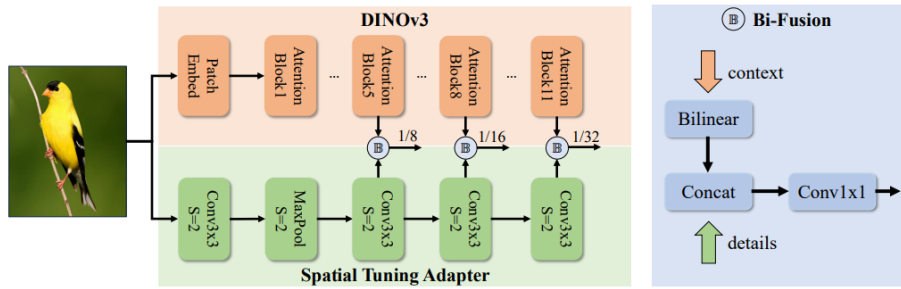 DINOv3
Patch
Embed
Attention
Block1
...
Attention
Block5
...
Attention
Block8
...
Attention
Block11
B
1/8
B
1/16
B
1/32
Conv3x3
S=2
MaxPool
S=2
Conv3x3
S=2
Conv3x3
S=2
Conv3x3
S=2
Spatial Tuning Adapter
B Bi-Fusion
context
Bilinear
Concat
Conv1x1
details